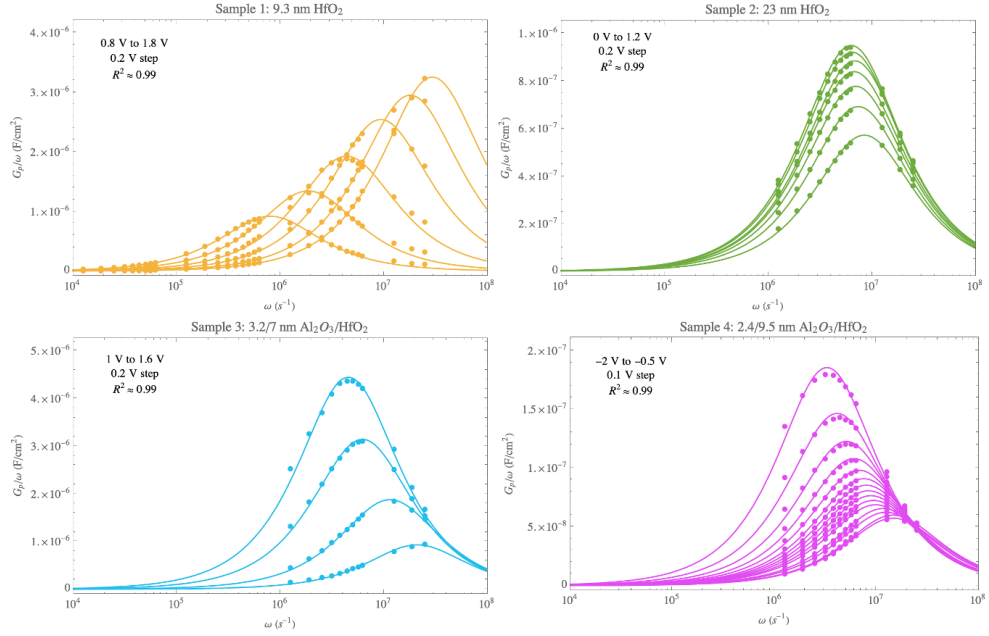 Sample 1: 9.3 nm HfO₂
4.×10⁻⁶
3.×10⁻⁶
2.×10⁻⁶
1.×10⁻⁶
0
Gₚ/ω (F/cm²)
0.8 V to 1.8 V
0.2 V step
R² ≈ 0.99
10⁴ 10⁵ 10⁶ 10⁷ 10⁸
ω (s⁻¹)
Sample 2: 23 nm HfO₂
1.×10⁻⁶
9.×10⁻⁷
6.×10⁻⁷
4.×10⁻⁷
2.×10⁻⁷
0
Gₚ/ω (F/cm²)
0 V to 1.2 V
0.2 V step
R² ≈ 0.99
10⁴ 10⁵ 10⁶ 10⁷ 10⁸
ω (s⁻¹)
Sample 3: 3.2/7 nm Al₂O₃/HfO₂
5.×10⁻⁶
4.×10⁻⁶
3.×10⁻⁶
2.×10⁻⁶
1.×10⁻⁶
0
Gₚ/ω (F/cm²)
1 V to 1.6 V
0.2 V step
R² ≈ 0.99
10⁴ 10⁵ 10⁶ 10⁷ 10⁸
ω (s⁻¹)
Sample 4: 2.4/9.5 nm Al₂O₃/HfO₂
2.×10⁻⁷
1.×10⁻⁷
1.×10⁻⁷
5.×10⁻⁸
0
Gₚ/ω (F/cm²)
−2 V to −0.5 V
0.1 V step
R² ≈ 0.99
10⁴ 10⁵ 10⁶ 10⁷ 10⁸
ω (s⁻¹)